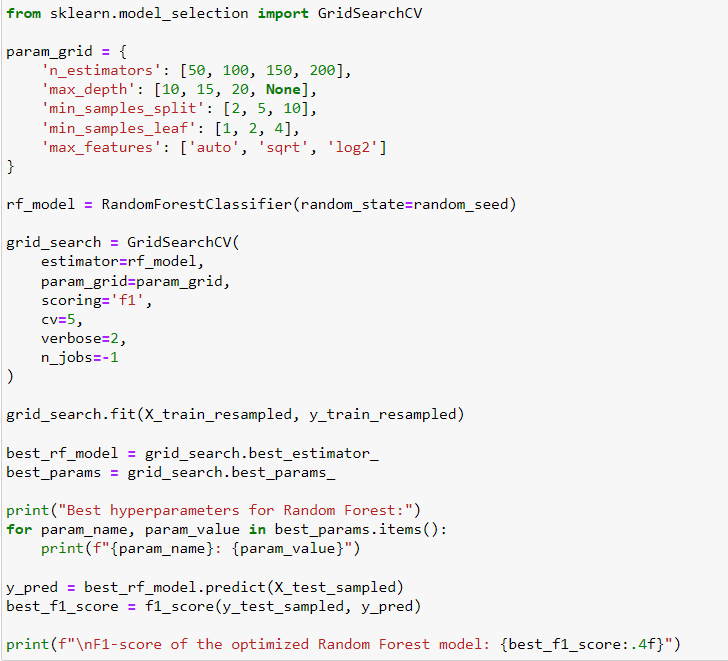 from sklearn.model_selection import GridSearchCV

param_grid = {
    'n_estimators': [50, 100, 150, 200],
    'max_depth': [10, 15, 20, None],
    'min_samples_split': [2, 5, 10],
    'min_samples_leaf': [1, 2, 4],
    'max_features': ['auto', 'sqrt', 'log2']
}

rf_model = RandomForestClassifier(random_state=random_seed)

grid_search = GridSearchCV(
    estimator=rf_model,
    param_grid=param_grid,
    scoring='f1',
    cv=5,
    verbose=2,
    n_jobs=-1
)

grid_search.fit(X_train_resampled, y_train_resampled)

best_rf_model = grid_search.best_estimator_
best_params = grid_search.best_params_

print("Best hyperparameters for Random Forest:")
for param_name, param_value in best_params.items():
    print(f"{param_name}: {param_value}")

y_pred = best_rf_model.predict(X_test_sampled)
best_f1_score = f1_score(y_test_sampled, y_pred)

print(f"\nF1-score of the optimized Random Forest model: {best_f1_score:.4f}")